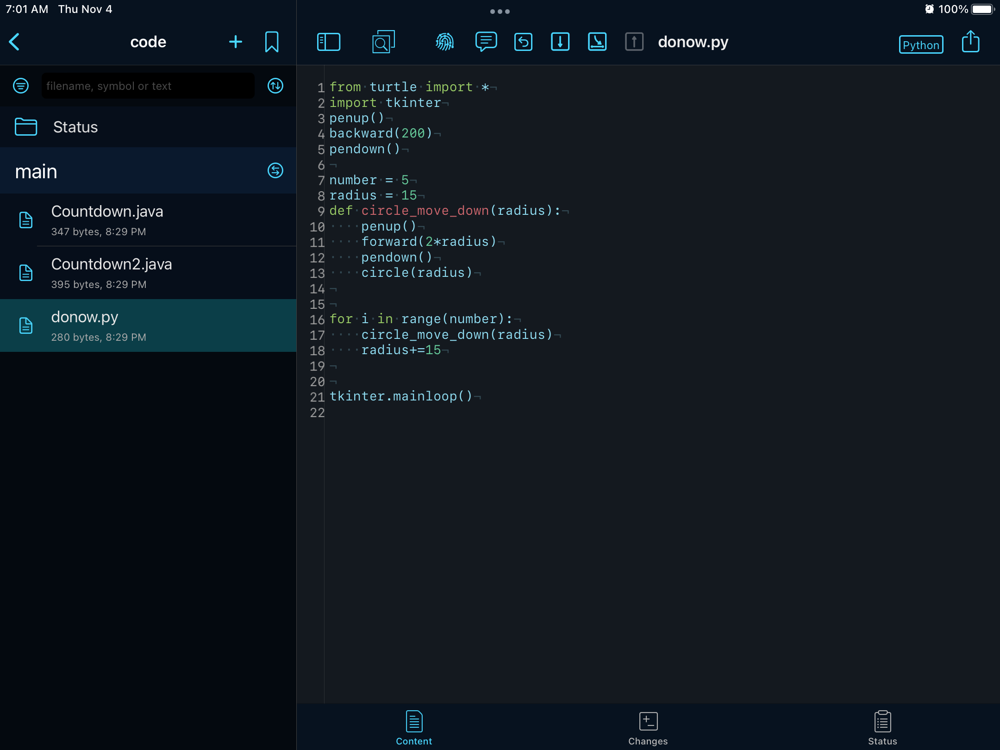 7:01 AM Thu Nov 4
100%
code
donow.py
Python
filename, symbol or text
Status
main
Countdown.java
347 bytes, 8:29 PM
Countdown2.java
395 bytes, 8:29 PM
donow.py
280 bytes, 8:29 PM
1 from·turtle·import·*¬
2 import·tkinter¬
3 penup()¬
4 backward(200)¬
5 pendown()¬
6 ¬
7 number·=·5¬
8 radius·=·15¬
9 def·circle_move_down(radius):¬
10 ····penup()¬
11 ····forward(2*radius)¬
12 ····pendown()¬
13 ····circle(radius)¬
14 ¬
15 ¬
16 for·i·in·range(number):¬
17 ····circle_move_down(radius)¬
18 ····radius+=15¬
19 ¬
20 ¬
21 tkinter.mainloop()¬
22
Content
Changes
Status